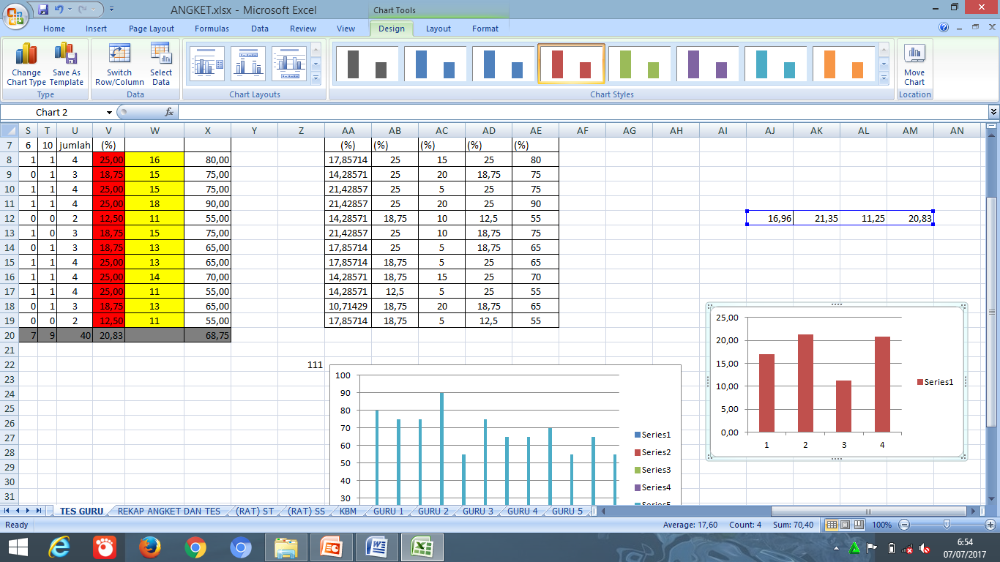 ANGKET.xlsx - Microsoft Excel Chart Tools
Home Insert Page Layout Formulas Data Review View Design Layout Format
Change Chart Type Save As Template Switch Row/Column Select Data Move Chart
Type Data Chart Layouts Chart Styles Location
Chart 2 fx
S T U V W X Y Z AA AB AC AD AE AF AG AH AI AJ AK AL AM AN
7 6 10 jumlah (%) (%) (%) (%) (%) (%)
8 1 1 4 25,00 16 80,00 17,85714 25 15 25 80
9 0 1 3 18,75 15 75,00 14,28571 25 20 18,75 75
10 1 1 4 25,00 15 75,00 21,42857 25 5 25 75
11 1 1 4 25,00 18 90,00 21,42857 25 20 25 90
12 0 0 2 12,50 11 55,00 14,28571 18,75 10 12,5 55 16,96 21,35 11,25 20,83
13 1 0 3 18,75 15 75,00 21,42857 25 10 18,75 75
14 0 1 3 18,75 13 65,00 17,85714 25 5 18,75 65
15 1 1 4 25,00 13 65,00 17,85714 18,75 5 25 65
16 1 1 4 25,00 14 70,00 14,28571 18,75 15 25 70
17 1 1 4 25,00 11 55,00 14,28571 12,5 5 25 55
18 0 1 3 18,75 13 65,00 10,71429 18,75 20 18,75 65
19 0 0 2 12,50 11 55,00 17,85714 18,75 5 12,5 55
20 7 9 40 20,83 68,75
21
22 111
23
24
25
26
27
28
29
30
31
100
90
80
70
60
50
40
30
Series1
Series2
Series3
Series4
Series5
25,00
20,00
15,00
10,00
5,00
0,00
1 2 3 4
Series1
TES GURU REKAP ANGKET DAN TES (RAT) ST (RAT) SS KBM GURU 1 GURU 2 GURU 3 GURU 4 GURU 5
Ready Average: 17,60 Count: 4 Sum: 70,40 100%
6:54
07/07/2017